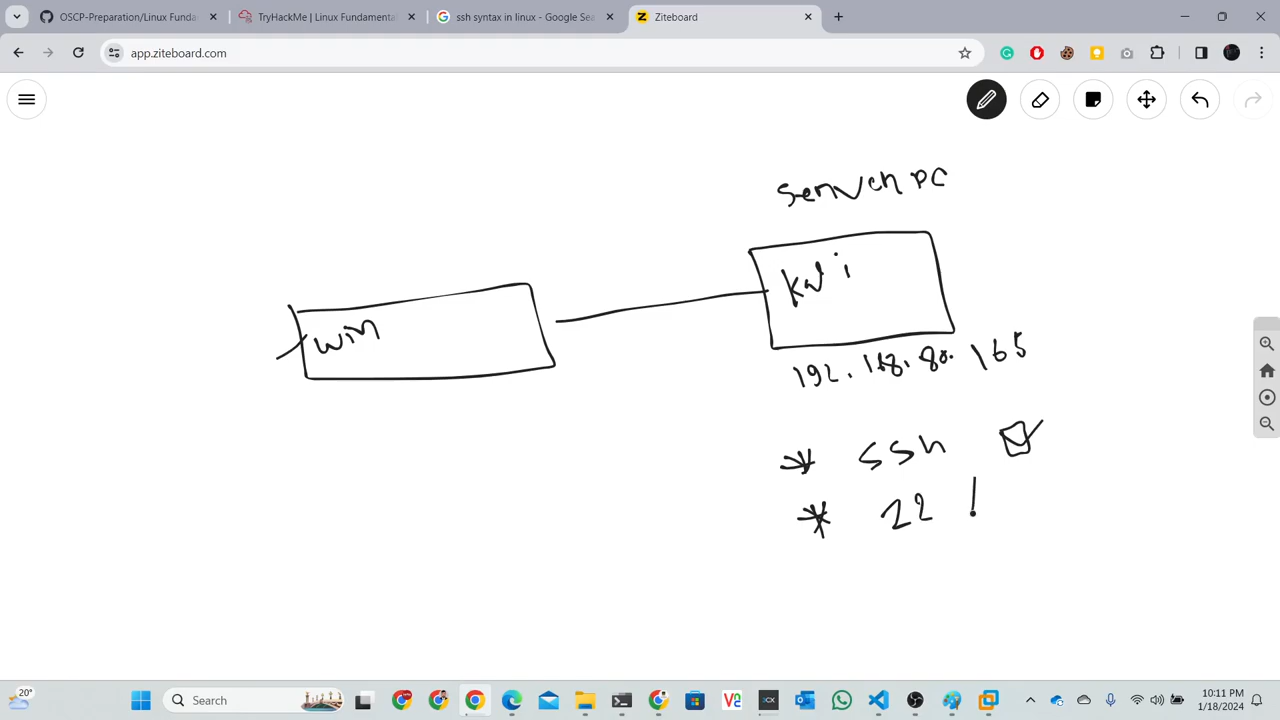 OSCP-Preparation/Linux Funda
TryHackMe | Linux Fundamental
ssh syntax in linux - Google Sea
Ziteboard
app.ziteboard.com
Server PC
kali
win
192.168.80.165
* ssh
* 22 !
20°
Search
10:11 PM
1/18/2024